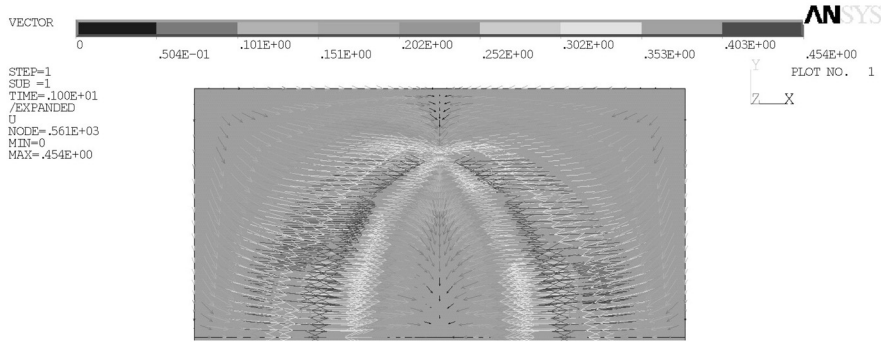 VECTOR
ANSYS
0 .504E-01 .101E+00 .151E+00 .202E+00 .252E+00 .302E+00 .353E+00 .403E+00 .454E+00
STEP=1
SUB =1
TIME=.100E+01
/EXPANDED
U
NODE=.561E+03
MIN=0
MAX=.454E+00
Y
Z X
PLOT NO. 1